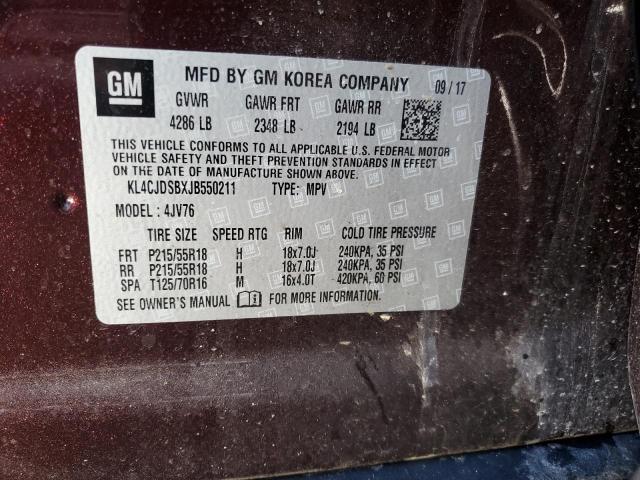 GM MFD BY GM KOREA COMPANY 09/17
GVWR GAWR FRT GAWR RR
4286 LB 2348 LB 2194 LB
THIS VEHICLE CONFORMS TO ALL APPLICABLE U.S. FEDERAL MOTOR
VEHICLE SAFETY AND THEFT PREVENTION STANDARDS IN EFFECT
ON THE DATE OF MANUFACTURE SHOWN ABOVE.
KL4CJDSBXJB550211 TYPE: MPV
MODEL: 4JV76
TIRE SIZE SPEED RTG RIM COLD TIRE PRESSURE
FRT P215/55R18 H 18x7.0J 240KPA, 35 PSI
RR P215/55R18 H 18x7.0J 240KPA, 35 PSI
SPA T125/70R16 M 16x4.0T 420KPA, 60 PSI
SEE OWNER'S MANUAL FOR MORE INFORMATION.